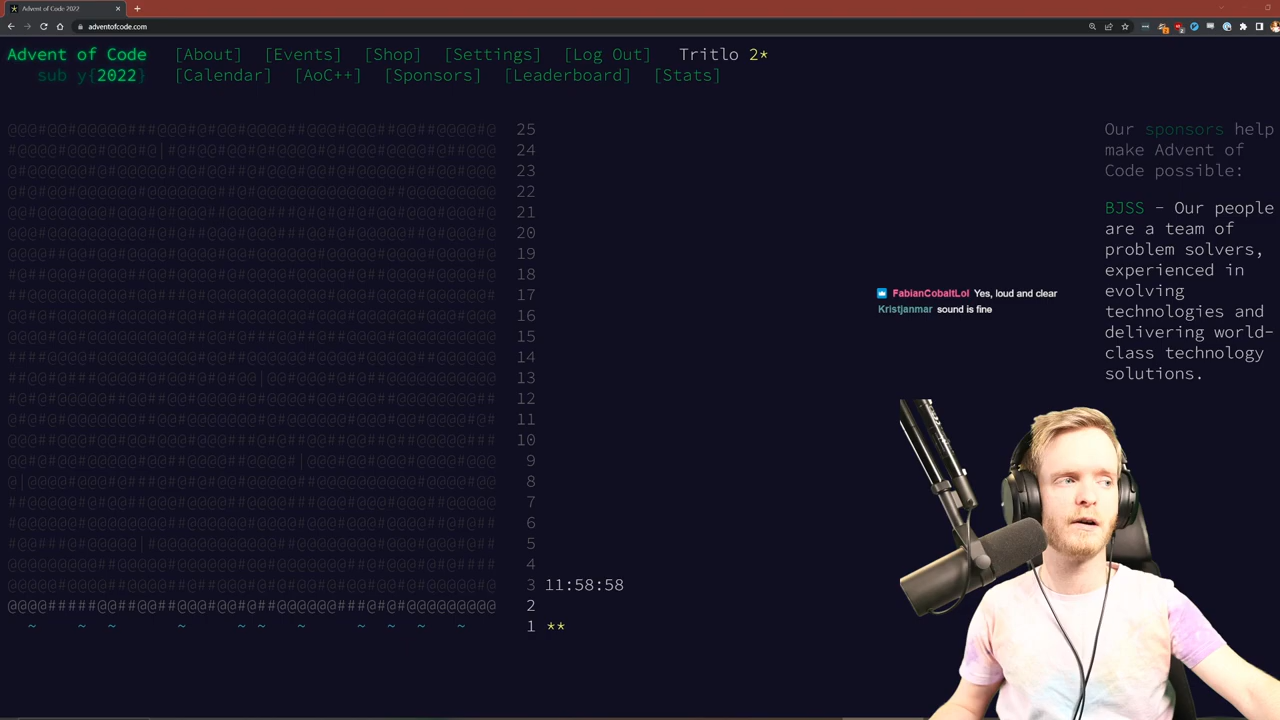 Advent of Code 2022
adventofcode.com
Advent of Code [About] [Events] [Shop] [Settings] [Log Out] Tritlo 2*
sub y{2022} [Calendar] [AoC++] [Sponsors] [Leaderboard] [Stats]
25
24
23
22
21
20
19
18
17
16
15
14
13
12
11
10
9
8
7
6
5
4
3 11:58:58
2
1 **
Our sponsors help
make Advent of
Code possible:
BJSS - Our people
are a team of
problem solvers,
experienced in
evolving
technologies and
delivering world-
class technology
solutions.
FabianCobaltLol Yes, loud and clear
Kristjanmar sound is fine